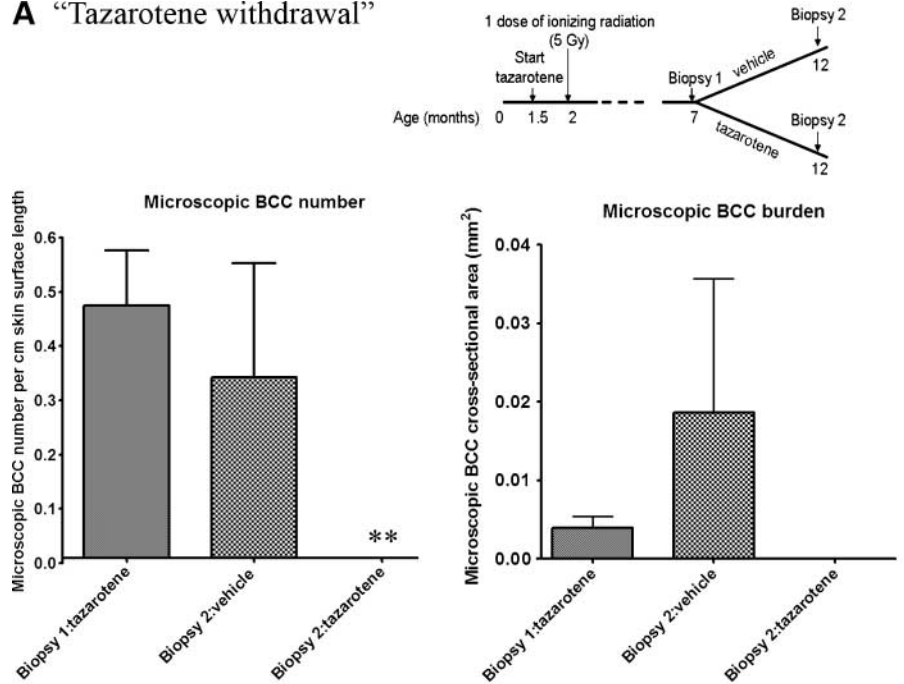 A “Tazarotene withdrawal”
1 dose of ionizing radiation
(5 Gy)
Start
tazarotene
Biopsy 1
vehicle
Biopsy 2
12
Age (months) 0 1.5 2 7
tazarotene
Biopsy 2
12
Microscopic BCC number
Microscopic BCC number per cm skin surface length
0.6
0.5
0.4
0.3
0.2
0.1
0.0
**
Biopsy 1:tazarotene
Biopsy 2:vehicle
Biopsy 2:tazarotene
Microscopic BCC burden
Microscopic BCC cross-sectional area (mm²)
0.04
0.03
0.02
0.01
0.00
Biopsy 1:tazarotene
Biopsy 2:vehicle
Biopsy 2:tazarotene